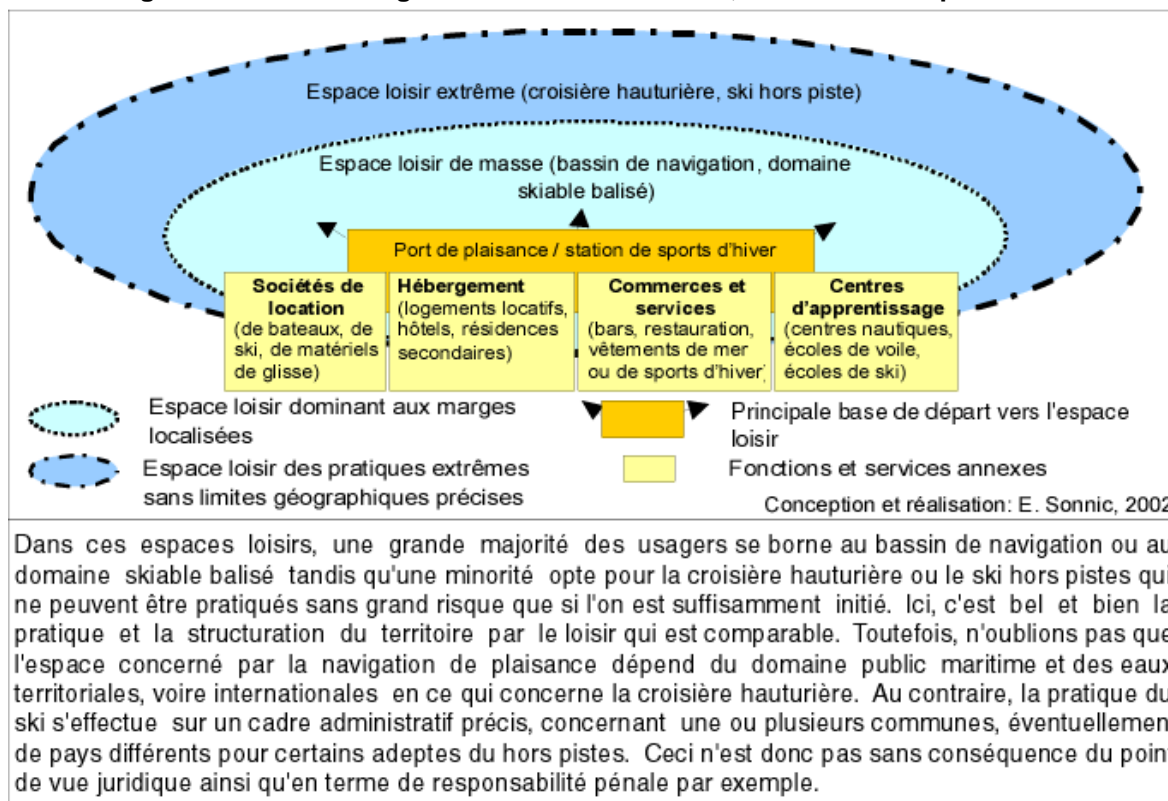 Espace loisir extrême (croisière hauturière, ski hors piste)
Espace loisir de masse (bassin de navigation, domaine
skiable balisé)
Port de plaisance / station de sports d'hiver
Sociétés de
location
(de bateaux, de
ski, de matériels
de glisse)
Hébergement
(logements locatifs,
hôtels, résidences
secondaires)
Commerces et
services
(bars, restauration,
vêtements de mer
ou de sports d'hiver)
Centres
d'apprentissage
(centres nautiques,
écoles de voile,
écoles de ski)
Espace loisir dominant aux marges
localisées
Principale base de départ vers l'espace
loisir
Espace loisir des pratiques extrêmes
sans limites géographiques précises
Fonctions et services annexes
Conception et réalisation: E. Sonnic, 2002
Dans ces espaces loisirs, une grande majorité des usagers se borne au bassin de navigation ou au
domaine skiable balisé tandis qu'une minorité opte pour la croisière hauturière ou le ski hors pistes qui
ne peuvent être pratiqués sans grand risque que si l'on est suffisamment initié. Ici, c'est bel et bien la
pratique et la structuration du territoire par le loisir qui est comparable. Toutefois, n'oublions pas que
l'espace concerné par la navigation de plaisance dépend du domaine public maritime et des eaux
territoriales, voire internationales en ce qui concerne la croisière hauturière. Au contraire, la pratique du
ski s'effectue sur un cadre administratif précis, concernant une ou plusieurs communes, éventuellemen
de pays différents pour certains adeptes du hors pistes. Ceci n'est donc pas sans conséquence du poin
de vue juridique ainsi qu'en terme de responsabilité pénale par exemple.